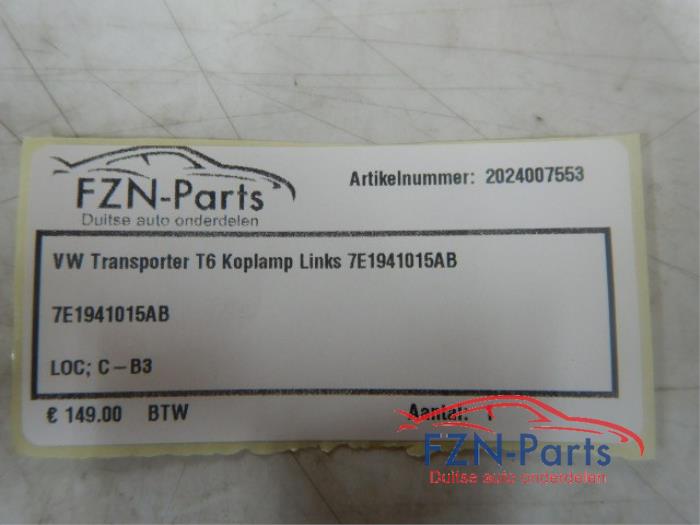 FZN-Parts
Duitse auto onderdelen
Artikelnummer: 2024007553
VW Transporter T6 Koplamp Links 7E1941015AB
7E1941015AB
LOC; C-B3
€ 149.00 BTW
Aantal: 1
FZN-Parts
Duitse auto onderdelen